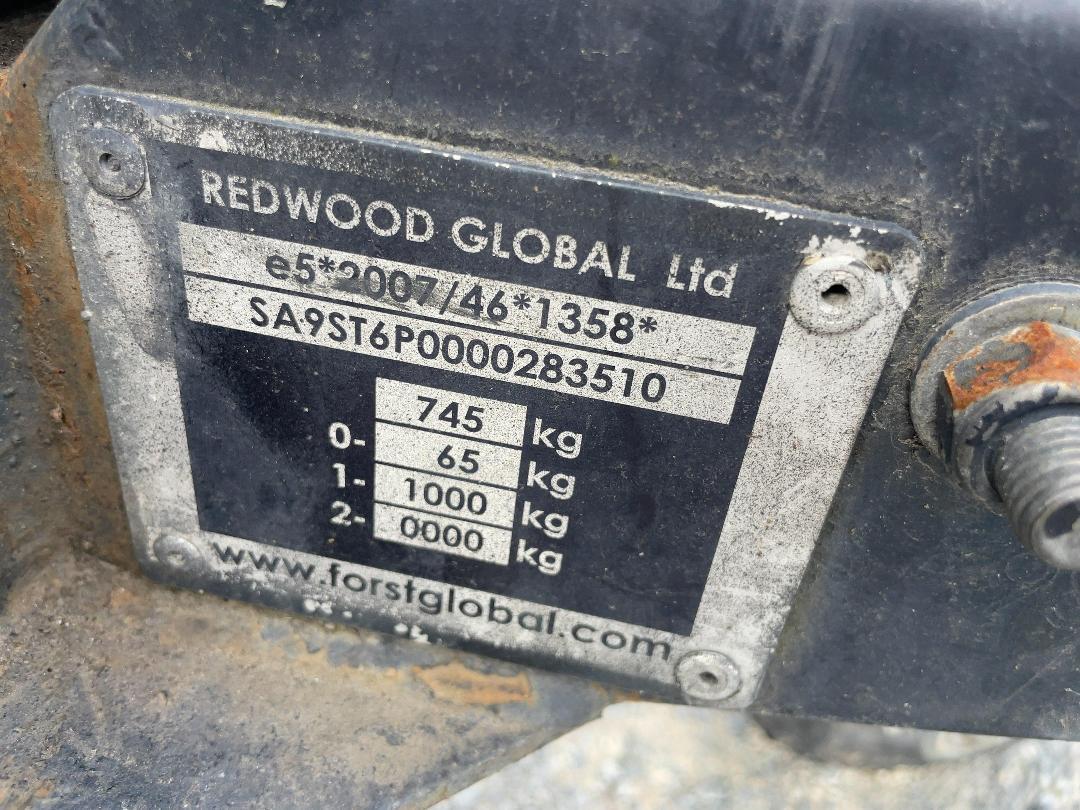 REDWOOD GLOBAL Ltd
e5*2007/46*1358*
SA9ST6P0000283510
745 kg
0- 65 kg
1- 1000 kg
2- 0000 kg
www.forstglobal.com